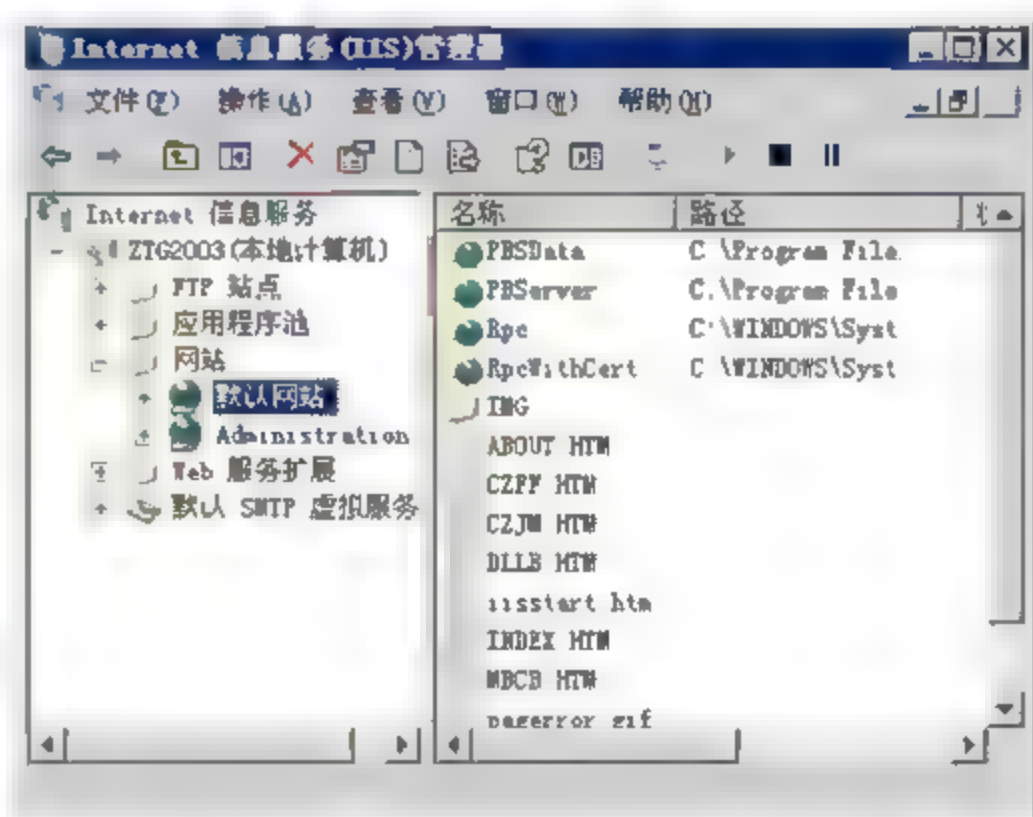 Internet 信息服务(IIS)管理器
文件(F) 操作(A) 查看(V) 窗口(W) 帮助(H)
Internet 信息服务
ZTG2003(本地计算机)
FTP 站点
应用程序池
网站
默认网站
Administration
Web 服务扩展
默认 SMTP 虚拟服务
名称 路径
PBSData C:\Program File
PBServer C:\Program File
Rpc C:\WINDOWS\Syst
RpcWithCert C:\WINDOWS\Syst
IMG
ABOUT HTM
CZFF HTM
CZJM HTM
DLLB HTM
iisstart htm
INDEX HTM
MBCB HTM
pagerror gif